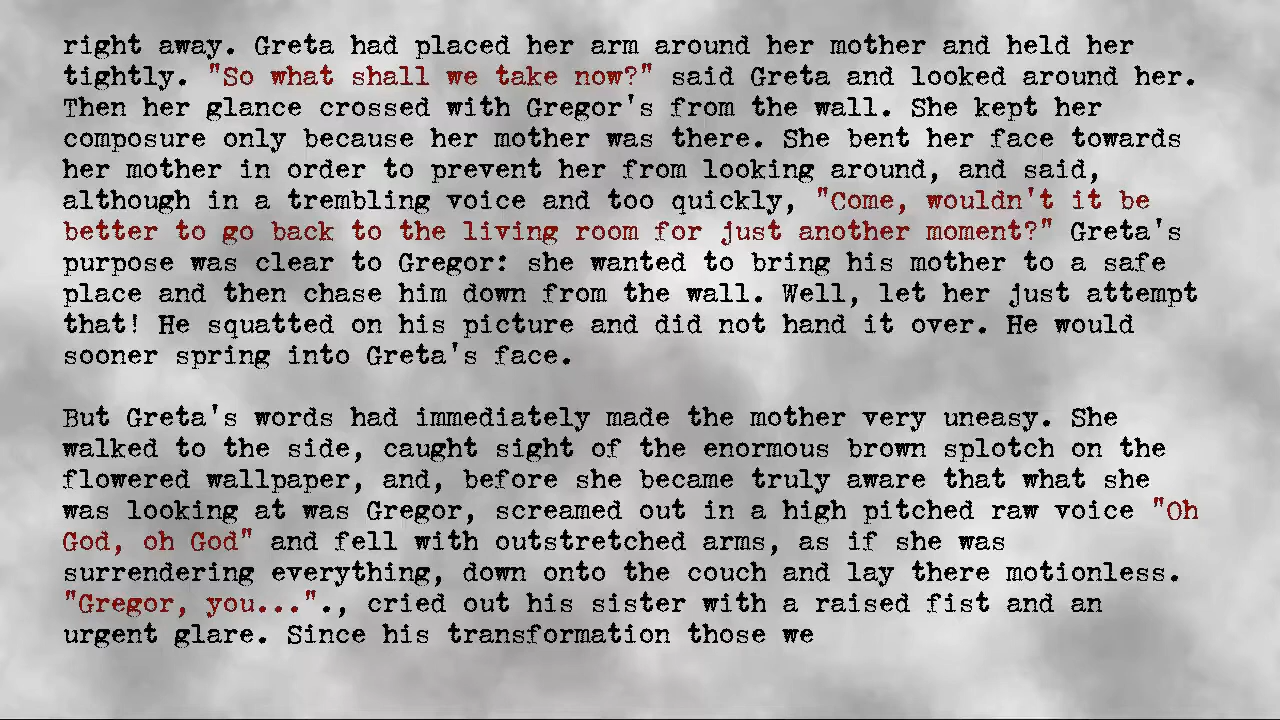 right away. Greta had placed her arm around her mother and held her
tightly. "So what shall we take now?" said Greta and looked around her.
Then her glance crossed with Gregor's from the wall. She kept her
composure only because her mother was there. She bent her face towards
her mother in order to prevent her from looking around, and said,
although in a trembling voice and too quickly, "Come, wouldn't it be
better to go back to the living room for just another moment?" Greta's
purpose was clear to Gregor: she wanted to bring his mother to a safe
place and then chase him down from the wall. Well, let her just attempt
that! He squatted on his picture and did not hand it over. He would
sooner spring into Greta's face.

But Greta's words had immediately made the mother very uneasy. She
walked to the side, caught sight of the enormous brown splotch on the
flowered wallpaper, and, before she became truly aware that what she
was looking at was Gregor, screamed out in a high pitched raw voice "Oh
God, oh God" and fell with outstretched arms, as if she was
surrendering everything, down onto the couch and lay there motionless.
"Gregor, you..."., cried out his sister with a raised fist and an
urgent glare. Since his transformation those we